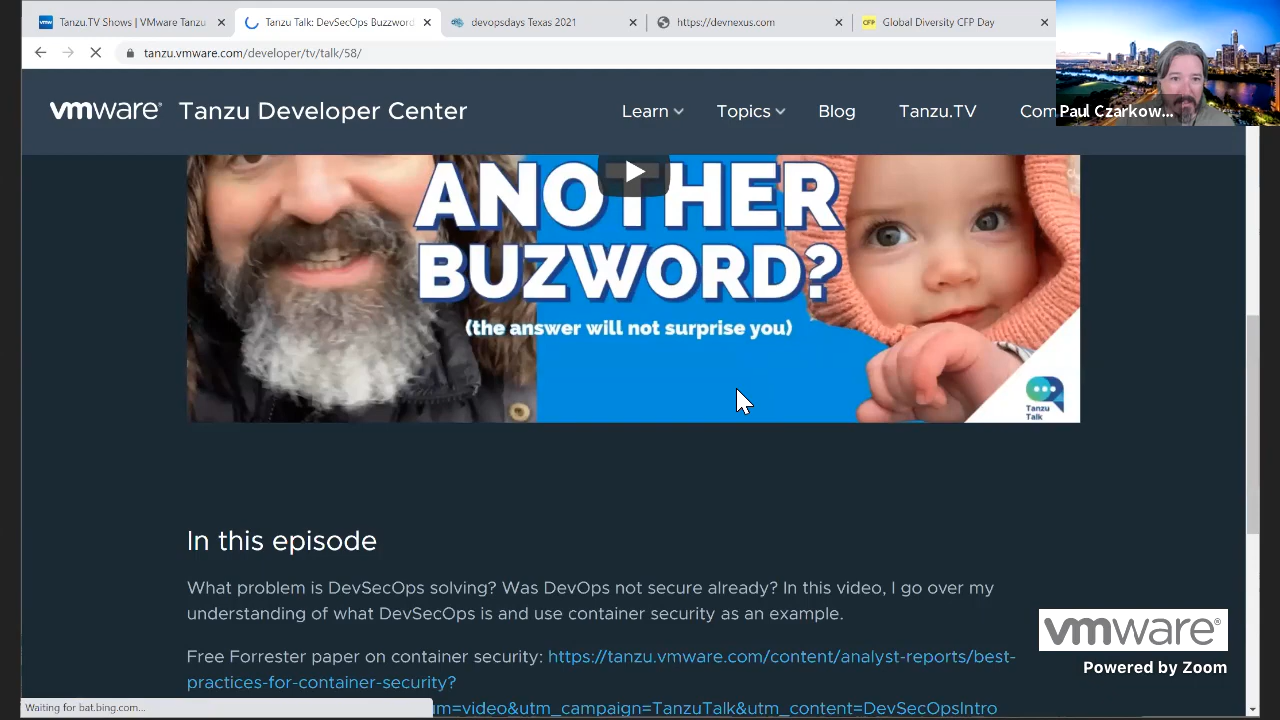 Tanzu.TV Shows | VMware Tanzu
Tanzu Talk: DevSecOps Buzzword
devopsdays Texas 2021
https://devnexus.com
Global Diversity CFP Day
tanzu.vmware.com/developer/tv/talk/58/
vmware® Tanzu Developer Center
Learn
Topics
Blog
Tanzu.TV
Com
Paul Czarkow...
ANOTHER
BUZWORD?
(the answer will not surprise you)
Tanzu
Talk
In this episode
What problem is DevSecOps solving? Was DevOps not secure already? In this video, I go over my
understanding of what DevSecOps is and use container security as an example.
Free Forrester paper on container security: https://tanzu.vmware.com/content/analyst-reports/best-
practices-for-container-security?
um=video&utm_campaign=TanzuTalk&utm_content=DevSecOpsIntro
Waiting for bat.bing.com...
vmware®
Powered by Zoom